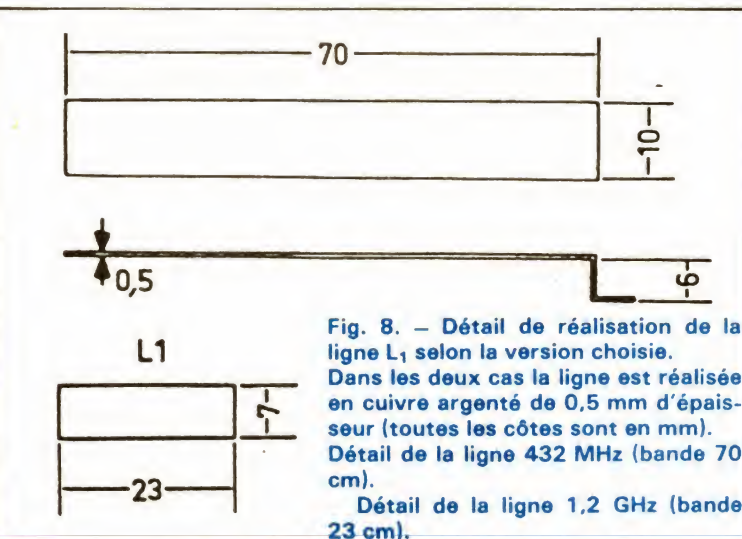 70
-10-
0,5
-6-
L1
-7-
23
Fig. 8. — Détail de réalisation de la
ligne L₁ selon la version choisie.
Dans les deux cas la ligne est réalisée
en cuivre argenté de 0,5 mm d'épais-
seur (toutes les côtes sont en mm).
Détail de la ligne 432 MHz (bande 70
cm).
Détail de la ligne 1,2 GHz (bande
23 cm).